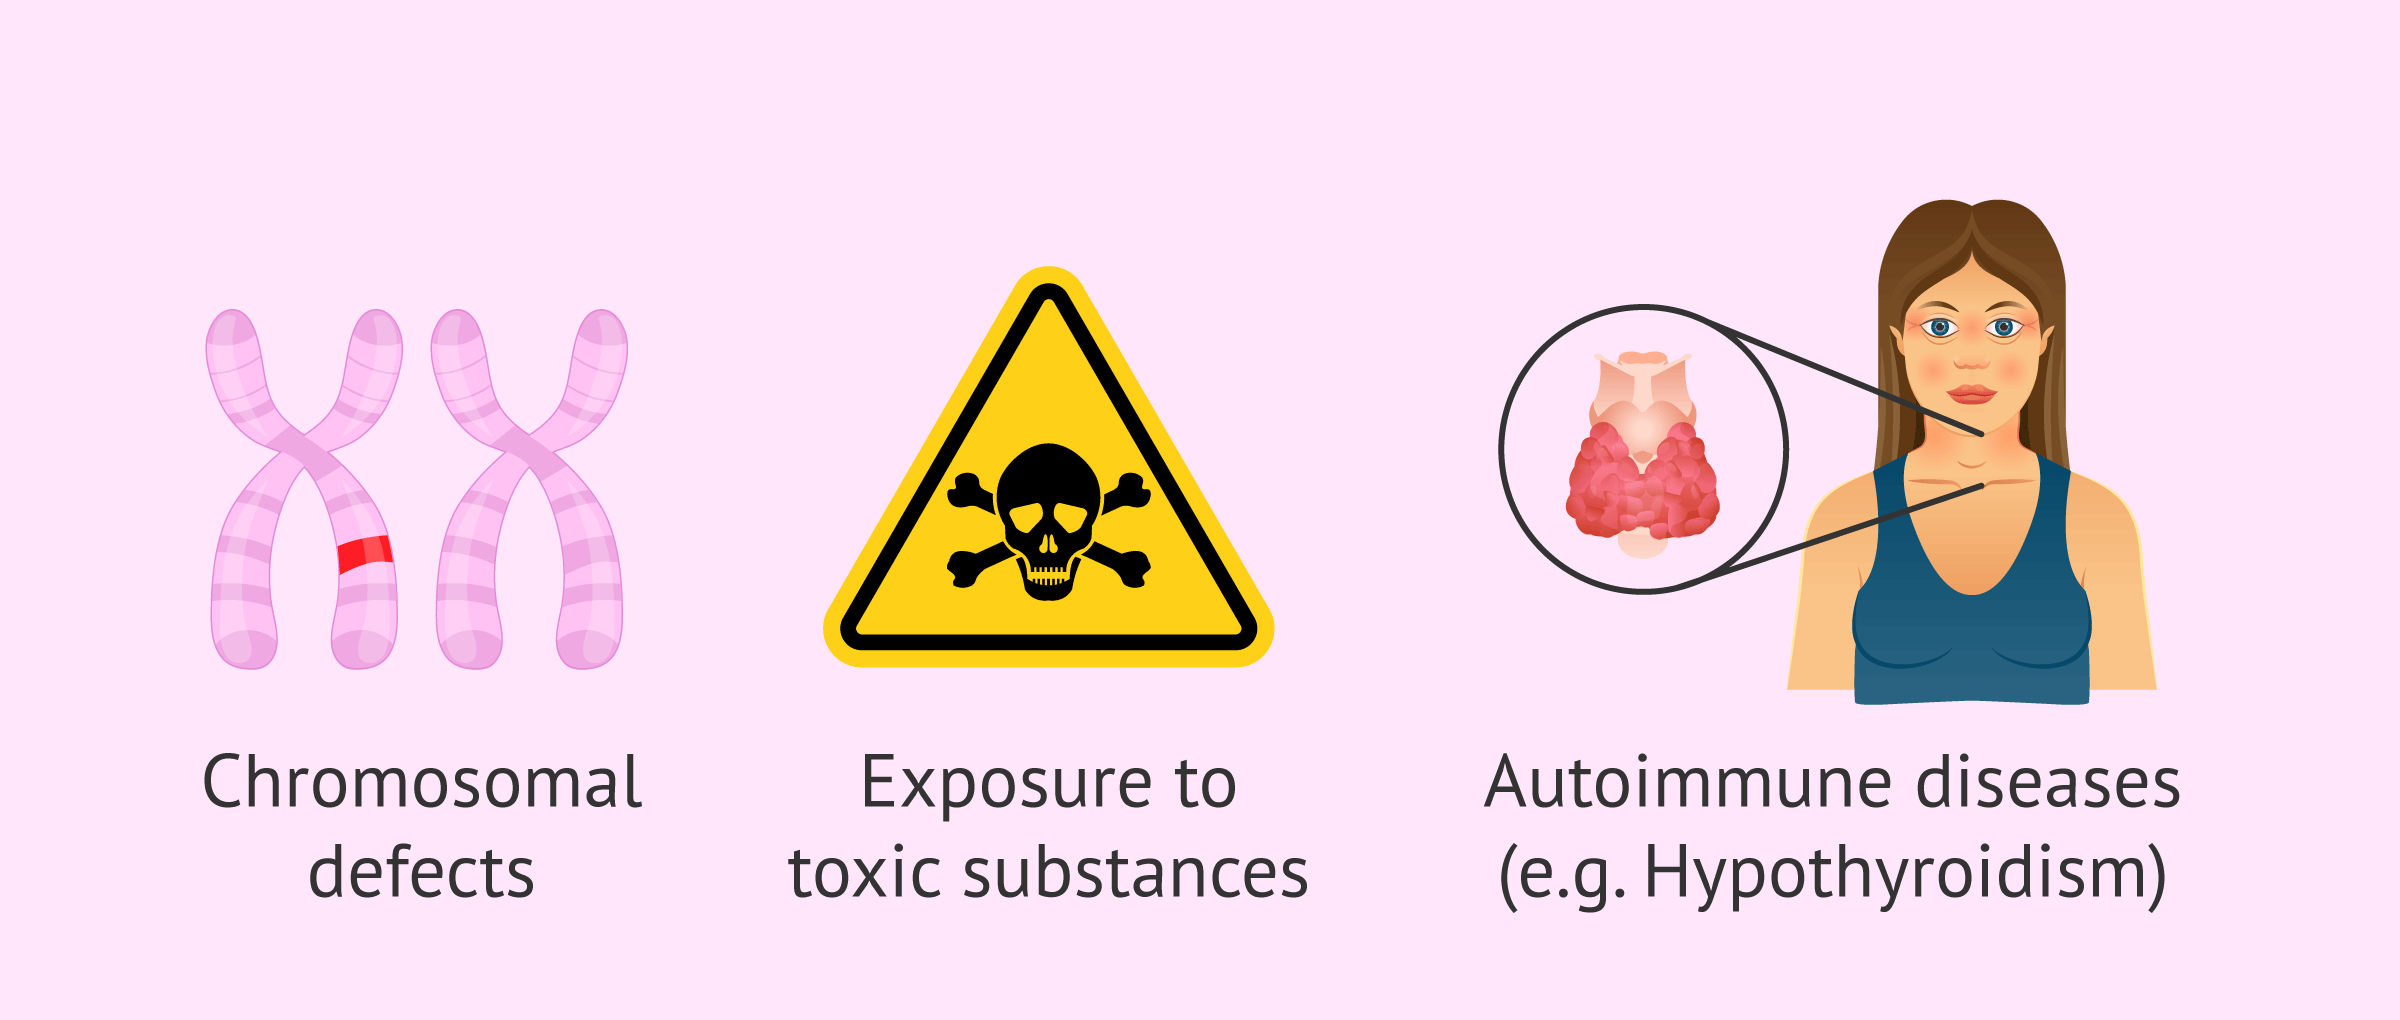 Chromosomal
defects
Exposure to
toxic substances
Autoimmune diseases
(e.g. Hypothyroidism)